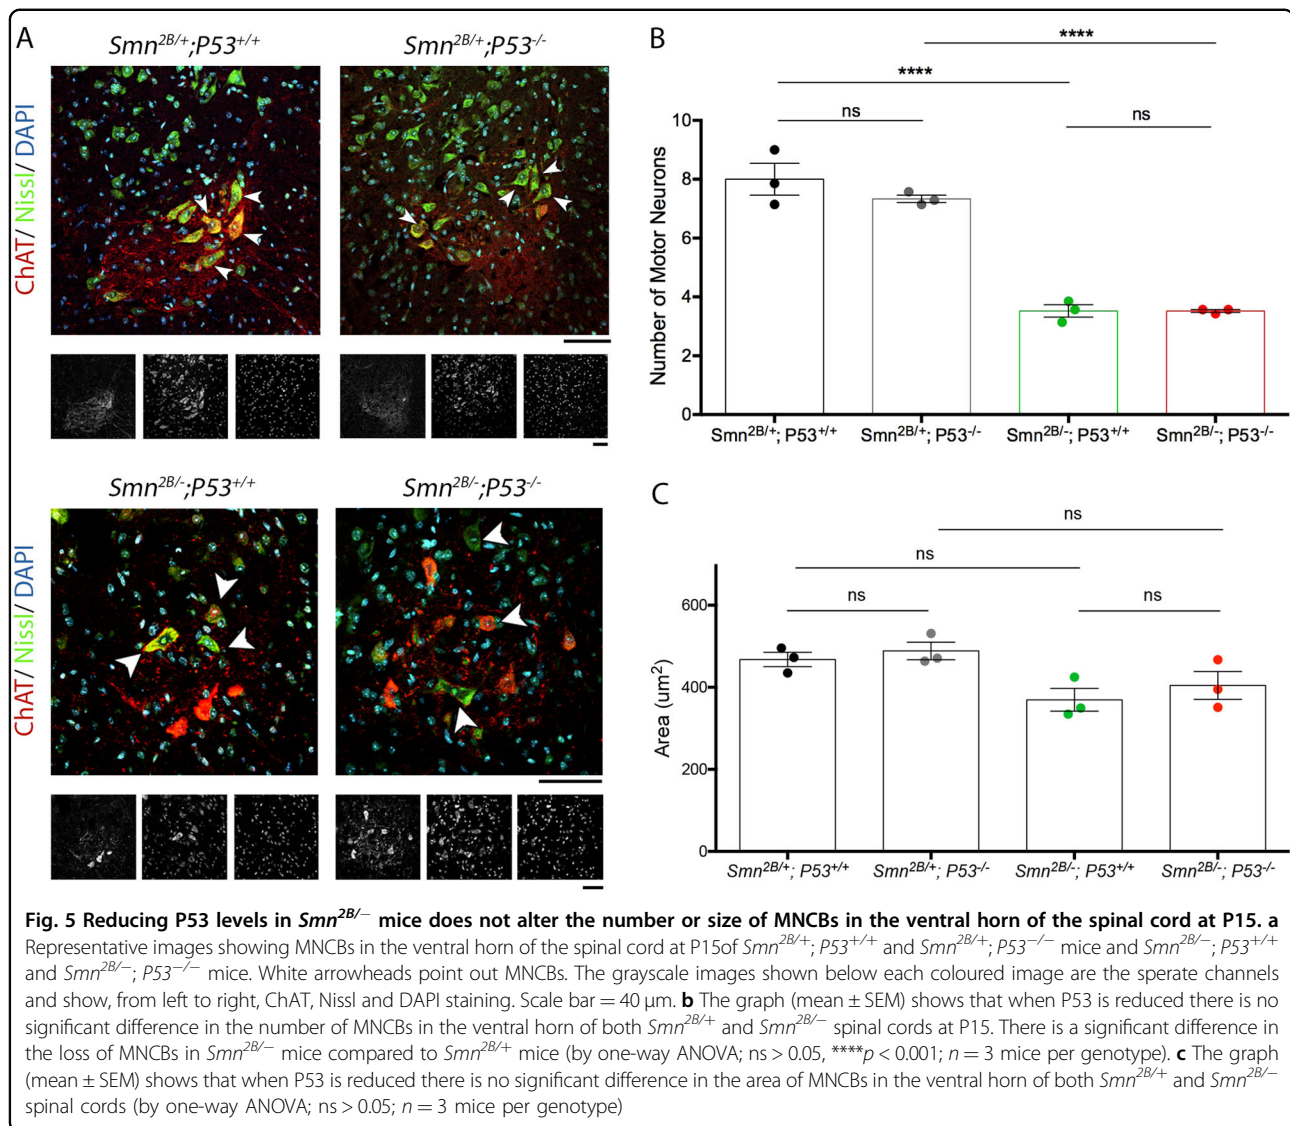 A
Smn2B/+;P53+/+
Smn2B/+;P53-/-
ChAT/ Nissl/ DAPI
Smn2B/-;P53+/+
Smn2B/-;P53-/-
ChAT/ Nissl/ DAPI
B
****
****
ns
ns
Number of Motor Neurons
10
8
6
4
2
0
Smn2B/+; P53+/+
Smn2B/+; P53-/-
Smn2B/-; P53+/+
Smn2B/-; P53-/-
C
ns
ns
ns
ns
Area (um2)
600
400
200
0
Smn2B/+; P53+/+
Smn2B/+; P53-/-
Smn2B/-; P53+/+
Smn2B/-; P53-/-
Fig. 5 Reducing P53 levels in Smn2B/− mice does not alter the number or size of MNCBs in the ventral horn of the spinal cord at P15. a
Representative images showing MNCBs in the ventral horn of the spinal cord at P15of Smn2B/+; P53+/+ and Smn2B/+; P53−/− mice and Smn2B/−; P53+/+
and Smn2B/−; P53−/− mice. White arrowheads point out MNCBs. The grayscale images shown below each coloured image are the sperate channels
and show, from left to right, ChAT, Nissl and DAPI staining. Scale bar = 40 μm. b The graph (mean ± SEM) shows that when P53 is reduced there is no
significant difference in the number of MNCBs in the ventral horn of both Smn2B/+ and Smn2B/− spinal cords at P15. There is a significant difference in
the loss of MNCBs in Smn2B/− mice compared to Smn2B/+ mice (by one-way ANOVA; ns > 0.05, ****p < 0.001; n = 3 mice per genotype). c The graph
(mean ± SEM) shows that when P53 is reduced there is no significant difference in the area of MNCBs in the ventral horn of both Smn2B/+ and Smn2B/−
spinal cords (by one-way ANOVA; ns > 0.05; n = 3 mice per genotype)